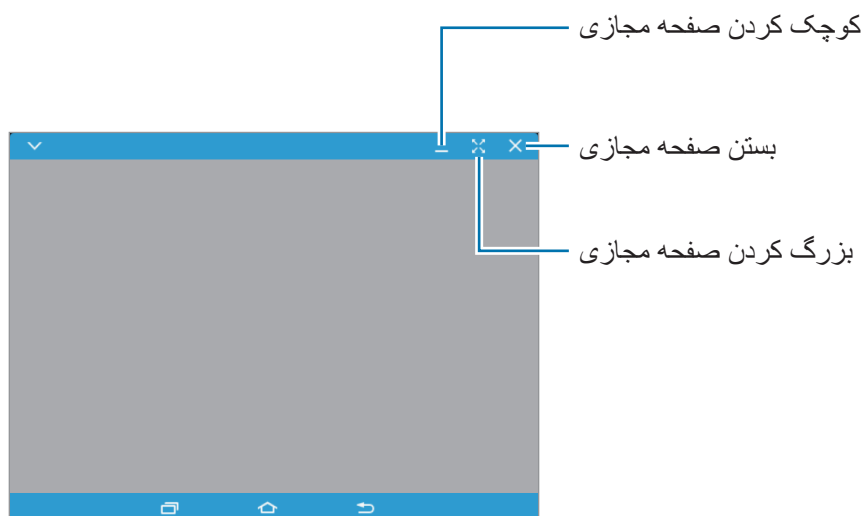 کوچک کردن صفحه مجازی
بستن صفحه مجازی
بزرگ کردن صفحه مجازی